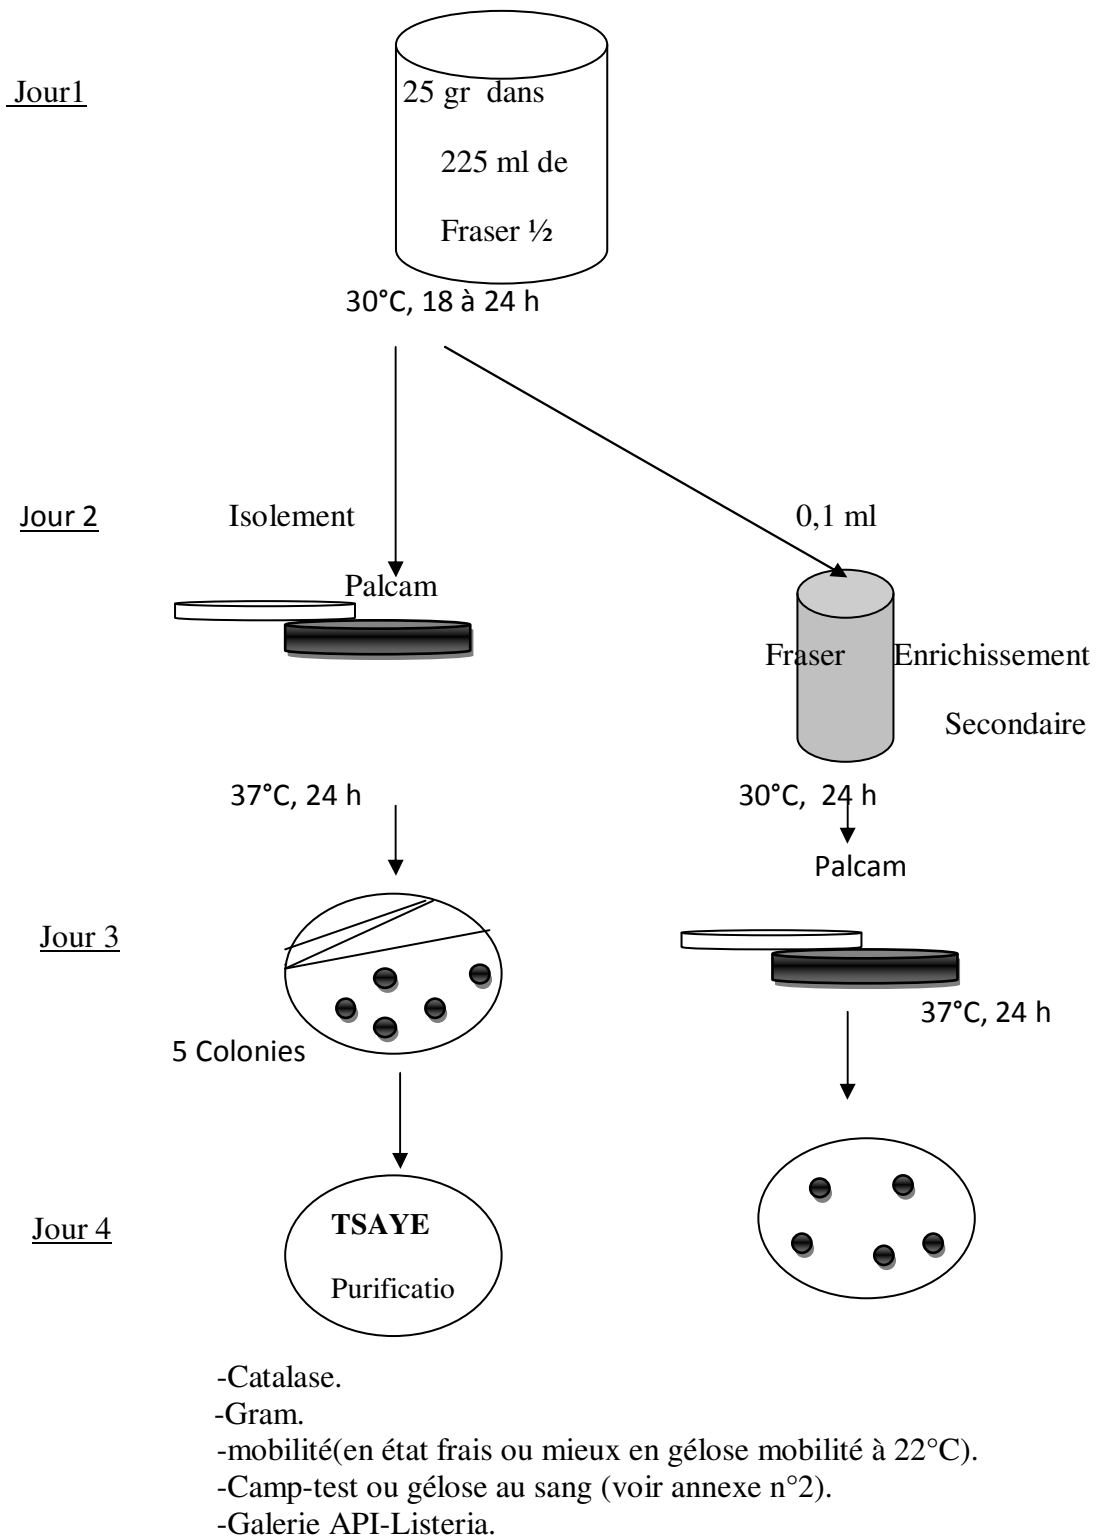 Jour1
25 gr dans
225 ml de
Fraser ½
30°C, 18 à 24 h
Jour 2
Isolement
0,1 ml
Palcam
Fraser
Enrichissement
Secondaire
37°C, 24 h
30°C, 24 h
Palcam
Jour 3
37°C, 24 h
5 Colonies
Jour 4
TSAYE
Purificatio
-Catalase.
-Gram.
-mobilité(en état frais ou mieux en gélose mobilité à 22°C).
-Camp-test ou gélose au sang (voir annexe n°2).
-Galerie API-Listeria.